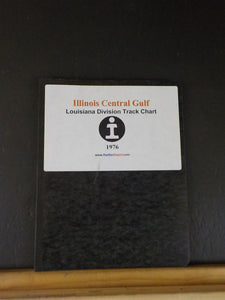 Illinois Central Gulf
Louisiana Division Track Chart
1976